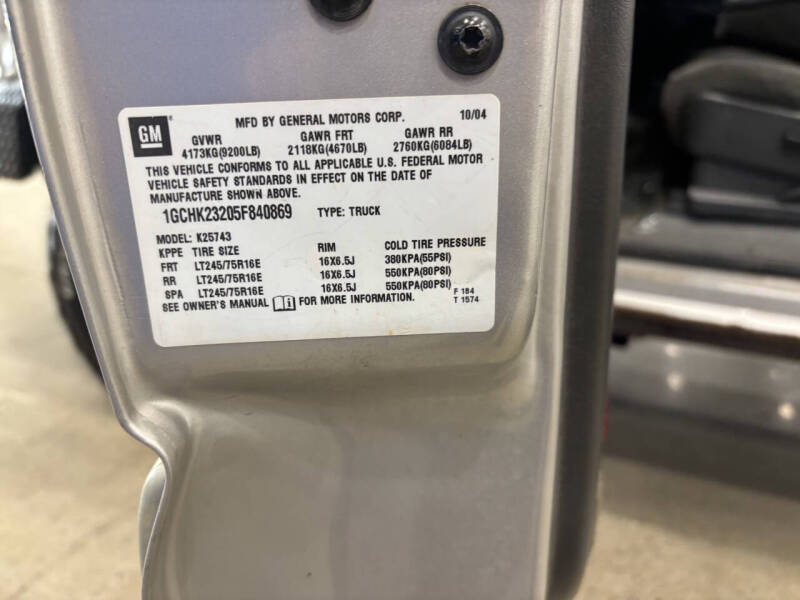 GM
MFD BY GENERAL MOTORS CORP. 10/04
GVWR GAWR FRT GAWR RR
4173KG(9200LB) 2118KG(4670LB) 2760KG(6084LB)
THIS VEHICLE CONFORMS TO ALL APPLICABLE U.S. FEDERAL MOTOR
VEHICLE SAFETY STANDARDS IN EFFECT ON THE DATE OF
MANUFACTURE SHOWN ABOVE.
1GCHK23205F840869 TYPE: TRUCK
MODEL: K25743
KPPE TIRE SIZE RIM COLD TIRE PRESSURE
FRT LT245/75R16E 16X6.5J 380KPA(55PSI)
RR LT245/75R16E 16X6.5J 550KPA(80PSI)
SPA LT245/75R16E 16X6.5J 550KPA(80PSI)
SEE OWNER'S MANUAL i FOR MORE INFORMATION. F 184
T 1574